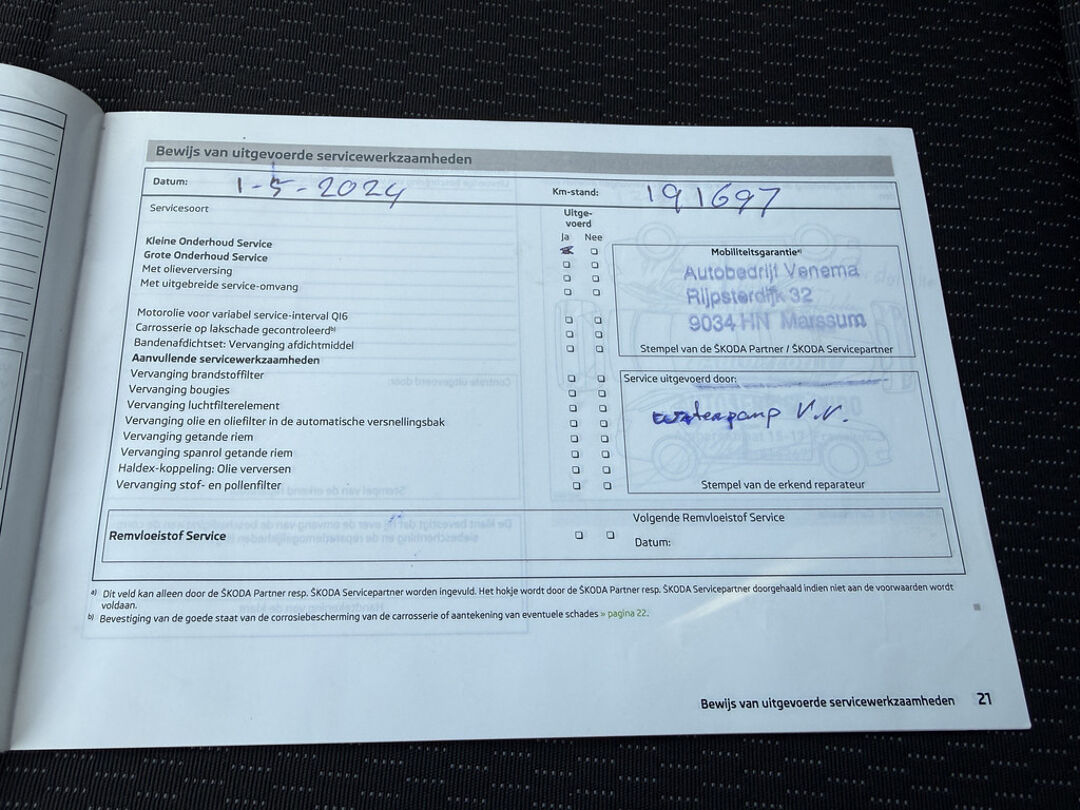 Bewijs van uitgevoerde servicewerkzaamheden
Datum: 1-5-2024 Km-stand: 191697
Servicesoort Uitge-
voerd
Ja Nee
Kleine Onderhoud Service
Grote Onderhoud Service
Met olieverversing
Met uitgebreide service-omvang
Motorolie voor variabel service-interval QI6
Carrosserie op lakschade gecontroleerd b)
Bandenafdichtset: Vervanging afdichtmiddel
Aanvullende servicewerkzaamheden
Vervanging brandstoffilter
Vervanging bougies
Vervanging luchtfilterelement
Vervanging olie en oliefilter in de automatische versnellingsbak
Vervanging getande riem
Vervanging spanrol getande riem
Haldex-koppeling: Olie verversen
Vervanging stof- en pollenfilter
Mobiliteitsgarantie a)
Autobedrijf Venema
Rijpsterdijk 32
9034 HN Marssum
Stempel van de ŠKODA Partner / ŠKODA Servicepartner
Service uitgevoerd door:
waterpomp V.V.
Stempel van de erkend reparateur
Remvloeistof Service
Volgende Remvloeistof Service
Datum:
a) Dit veld kan alleen door de ŠKODA Partner resp. ŠKODA Servicepartner worden ingevuld. Het hokje wordt door de ŠKODA Partner resp. ŠKODA Servicepartner doorgehaald indien niet aan de voorwaarden wordt
voldaan.
b) Bevestiging van de goede staat van de corrosiebescherming van de carrosserie of aantekening van eventuele schades » pagina 22.
Bewijs van uitgevoerde servicewerkzaamheden 21